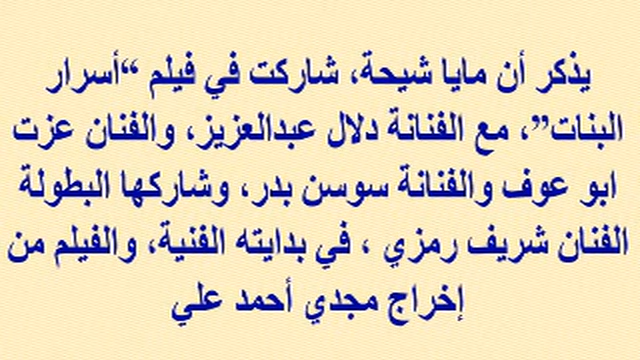 يذكر أن مايا شيحة، شاركت في فيلم “أسرار
البنات”، مع الفنانة دلال عبدالعزيز، والفنان عزت
ابو عوف والفنانة سوسن بدر، وشاركها البطولة
الفنان شريف رمزي ، في بدايته الفنية، والفيلم من
إخراج مجدي أحمد علي